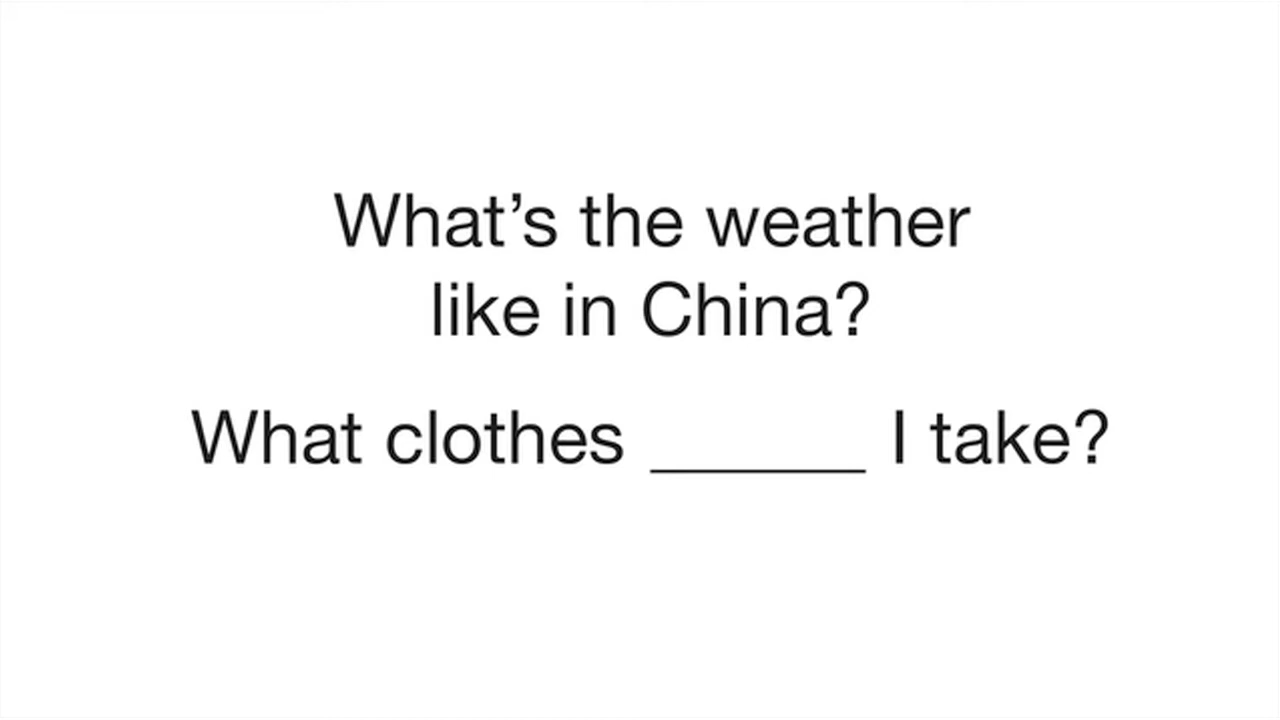 What’s the weather
like in China?
What clothes ______ I take?